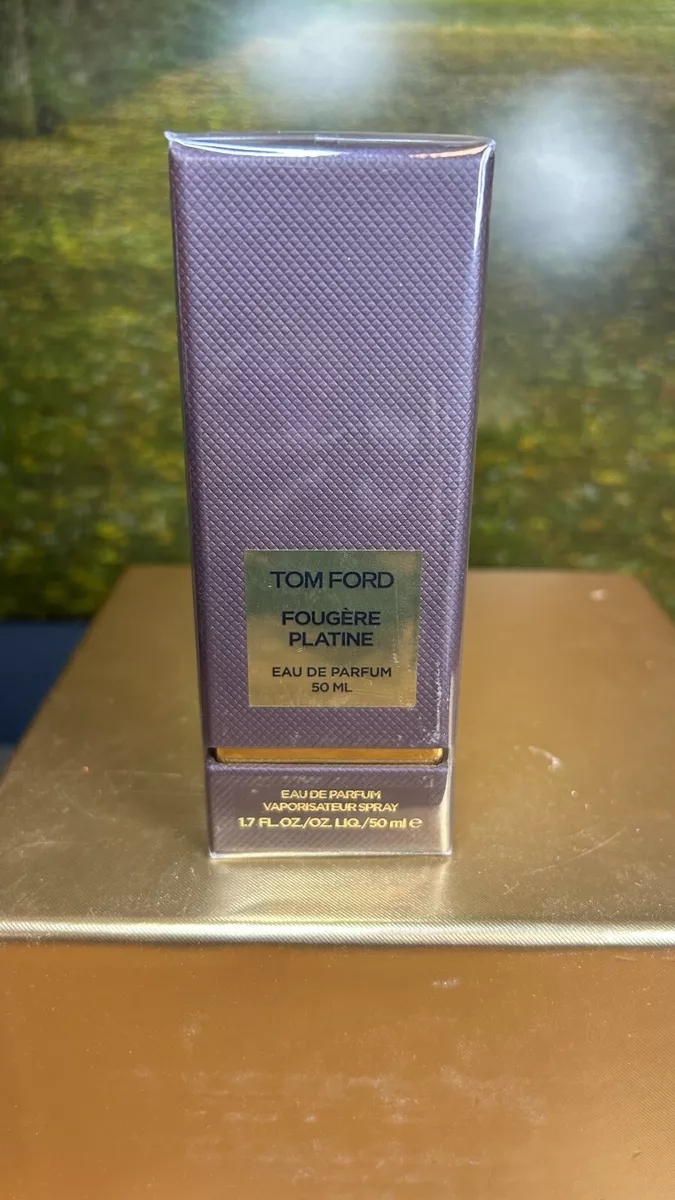 TOM FORD
FOUGÈRE
PLATINE
EAU DE PARFUM
50 ML
EAU DE PARFUM
VAPORISATEUR SPRAY
1.7 FL.OZ./OZ. LIQ./50 ml ℮